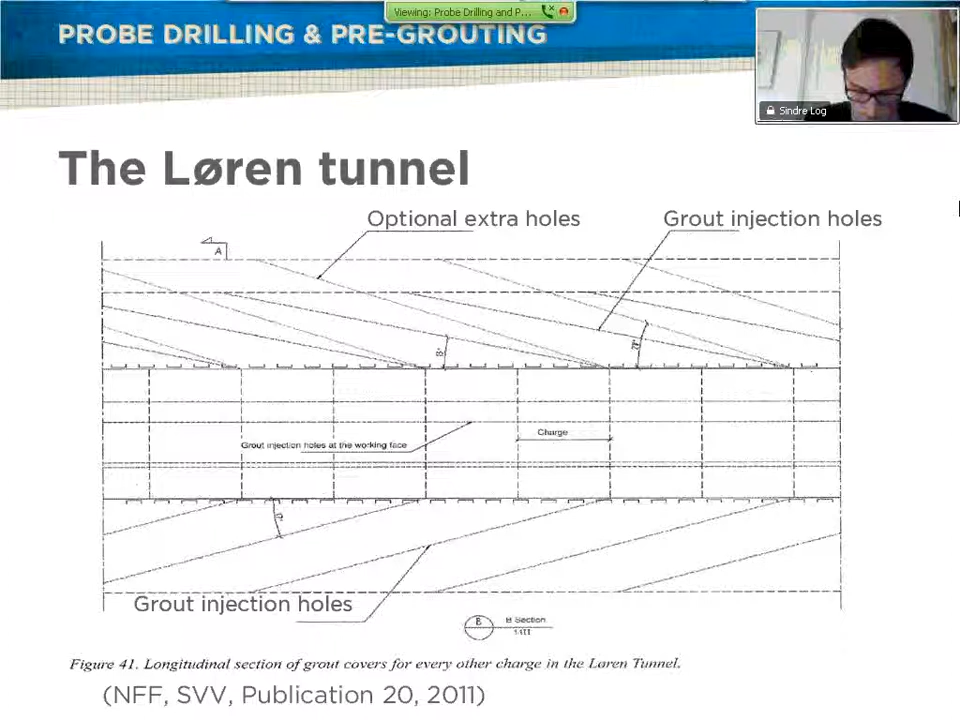 Viewing: Probe Drilling and P...
PROBE DRILLING & PRE-GROUTING
Sindre Log
The Løren tunnel
Optional extra holes
Grout injection holes
A
8°
Charge
Grout injection holes at the working face
Grout injection holes
B
B Section
Figure 41. Longitudinal section of grout covers for every other charge in the Løren Tunnel.
(NFF, SVV, Publication 20, 2011)